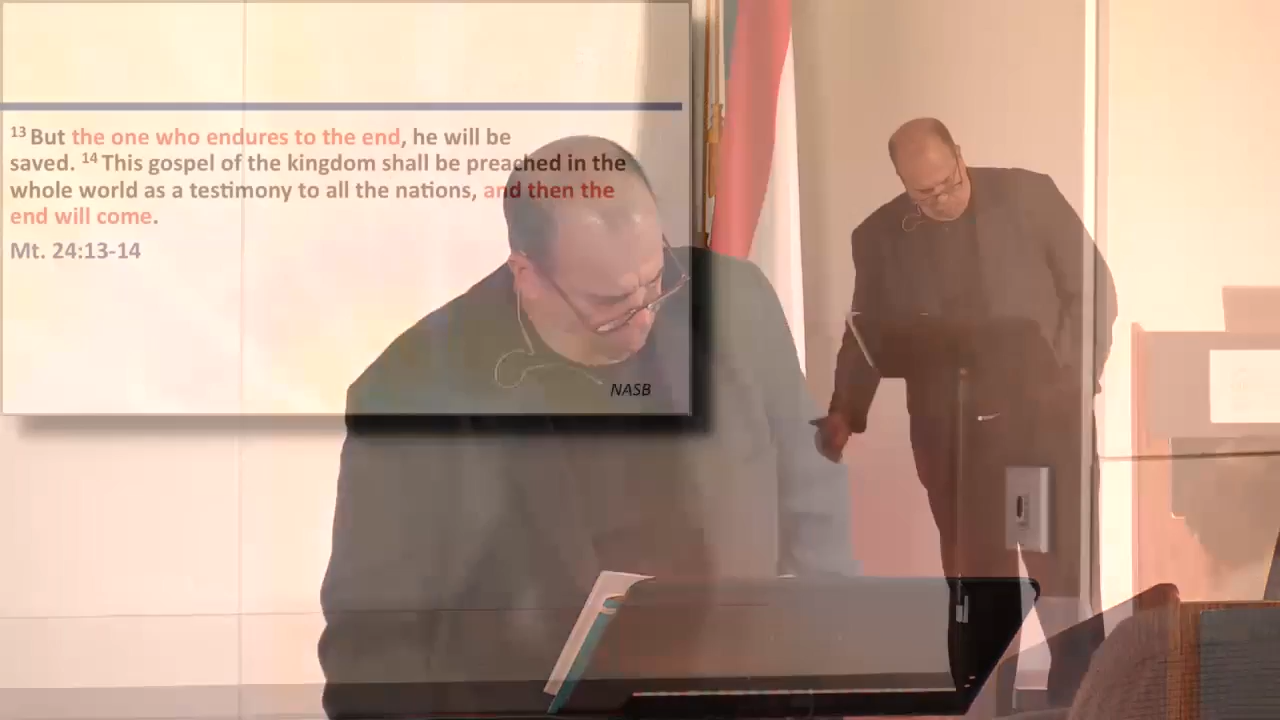 13 But the one who endures to the end, he will be
saved. 14 This gospel of the kingdom shall be preached in the
whole world as a testimony to all the nations, and then the
end will come.
Mt. 24:13-14
NASB